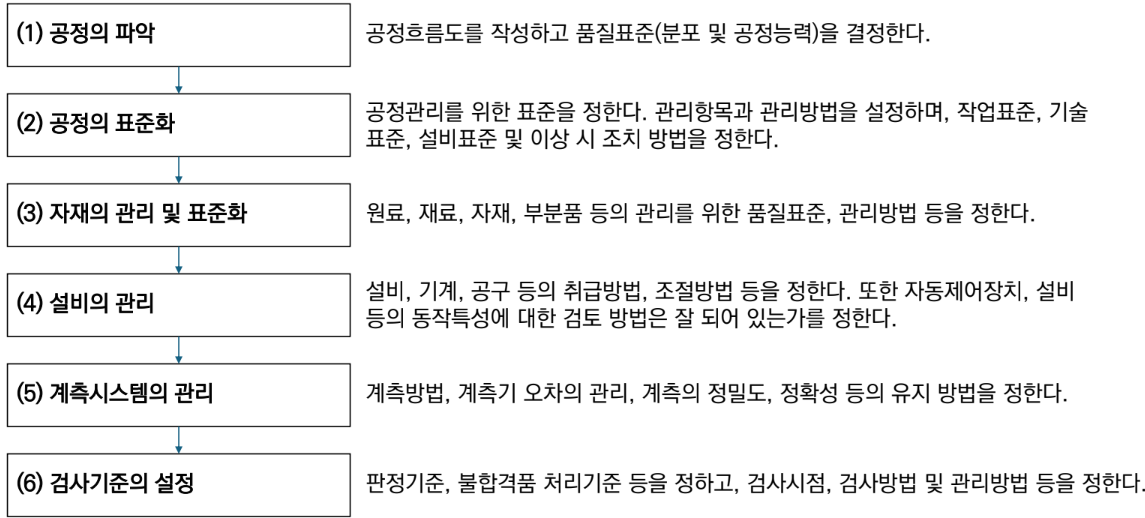 (1) 공정의 파악
공정흐름도를 작성하고 품질표준(분포 및 공정능력)을 결정한다.
(2) 공정의 표준화
공정관리를 위한 표준을 정한다. 관리항목과 관리방법을 설정하며, 작업표준, 기술
표준, 설비표준 및 이상 시 조치 방법을 정한다.
(3) 자재의 관리 및 표준화
원료, 재료, 자재, 부분품 등의 관리를 위한 품질표준, 관리방법 등을 정한다.
(4) 설비의 관리
설비, 기계, 공구 등의 취급방법, 조절방법 등을 정한다. 또한 자동제어장치, 설비
등의 동작특성에 대한 검토 방법은 잘 되어 있는가를 정한다.
(5) 계측시스템의 관리
계측방법, 계측기 오차의 관리, 계측의 정밀도, 정확성 등의 유지 방법을 정한다.
(6) 검사기준의 설정
판정기준, 불합격품 처리기준 등을 정하고, 검사시점, 검사방법 및 관리방법 등을 정한다.